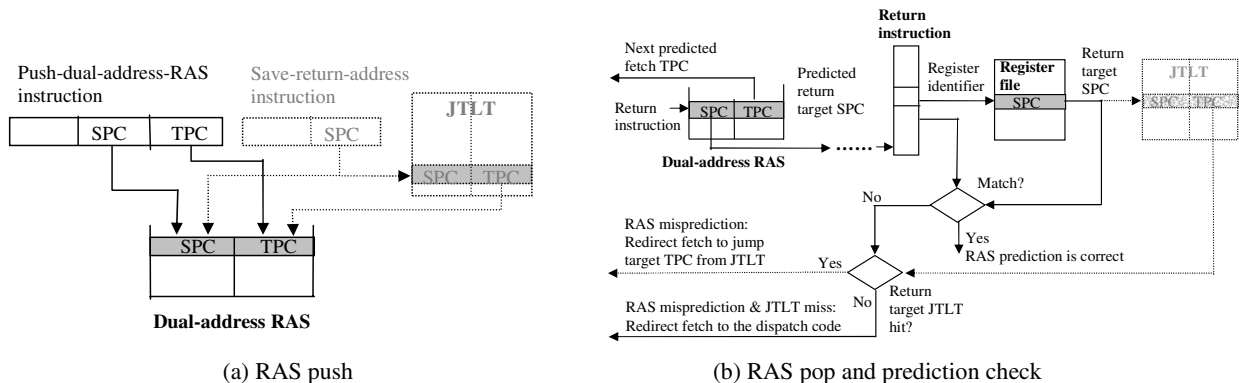 Push-dual-address-RAS
instruction
Save-return-address
instruction
JTLT
SPC TPC
SPC
SPC TPC
SPC TPC
Dual-address RAS
(a) RAS push
Return
instruction
Next predicted
fetch TPC
Predicted
return
target SPC
Return
instruction
SPC TPC
Dual-address RAS
......
Register
identifier
Register
file
SPC
Return
target
SPC
JTLT
SPC TPC
Match?
No
Yes
RAS prediction is correct
RAS misprediction:
Redirect fetch to jump
target TPC from JTLT
Yes
No
Return
target JTLT
hit?
RAS misprediction & JTLT miss:
Redirect fetch to the dispatch code
(b) RAS pop and prediction check